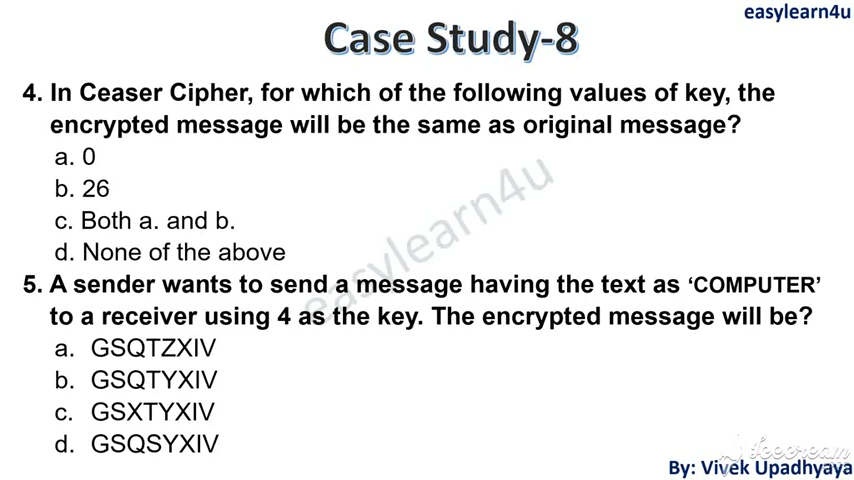 easylearn4u
Case Study-8
4. In Ceaser Cipher, for which of the following values of key, the
encrypted message will be the same as original message?
a. 0
b. 26
c. Both a. and b.
d. None of the above
easylearn4u
5. A sender wants to send a message having the text as ‘COMPUTER’
to a receiver using 4 as the key. The encrypted message will be?
a. GSQTZXIV
b. GSQTYXIV
c. GSXTYXIV
d. GSQSYXIV
Icecream
By: Vivek Upadhyaya